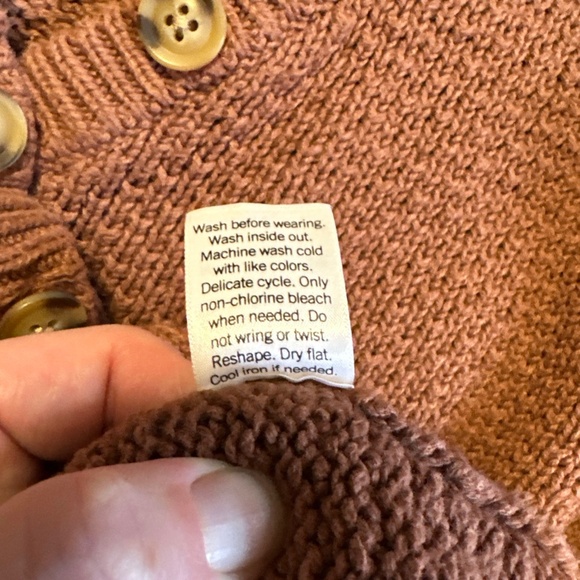 Wash before wearing.
Wash inside out.
Machine wash cold
with like colors.
Delicate cycle. Only
non-chlorine bleach
when needed. Do
not wring or twist.
Reshape. Dry flat.
Cool iron if needed.